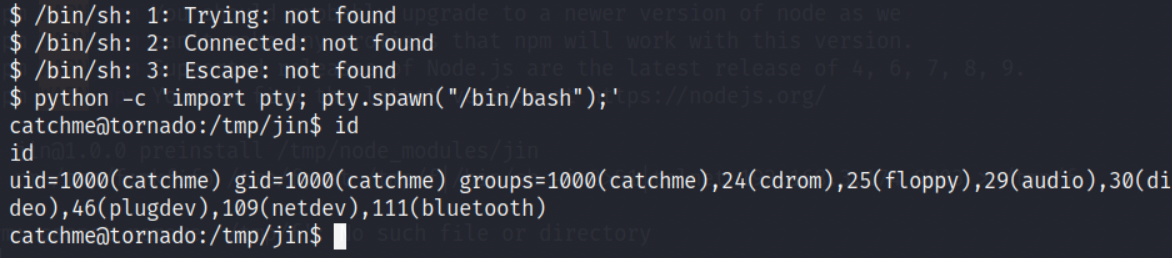 $ /bin/sh: 1: Trying: not found
$ /bin/sh: 2: Connected: not found
$ /bin/sh: 3: Escape: not found
$ python -c 'import pty; pty.spawn("/bin/bash");'
catchme@tornado:/tmp/jin$ id
id
uid=1000(catchme) gid=1000(catchme) groups=1000(catchme),24(cdrom),25(floppy),29(audio),30(di
deo),46(plugdev),109(netdev),111(bluetooth)
catchme@tornado:/tmp/jin$